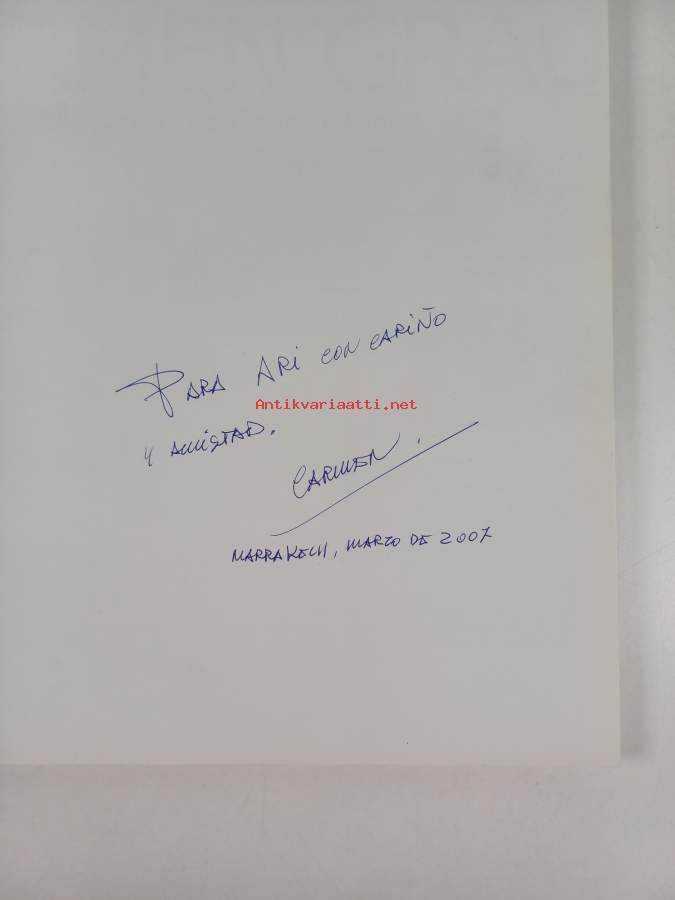 Para Ari con cariño
Antikvariaatti.net
y amistad.
Carmen.
Marrakech, marzo de 2007